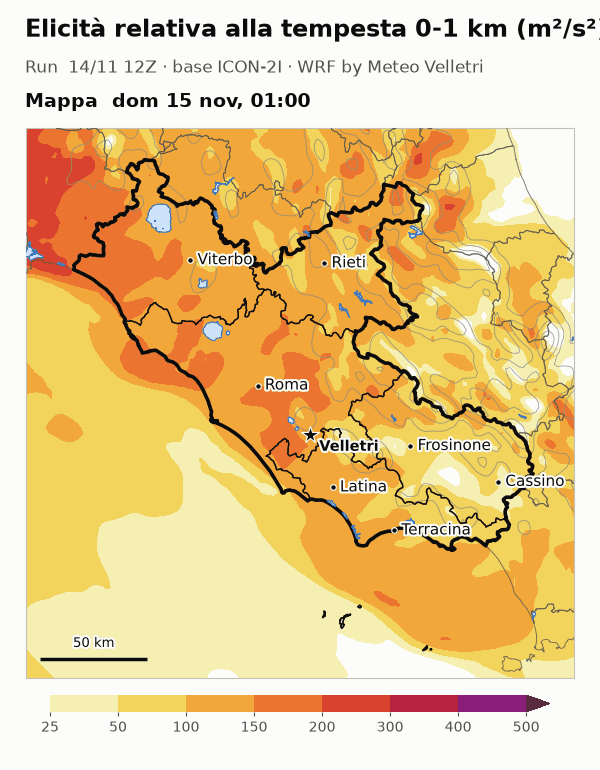 Elicità relativa alla tempesta 0-1 km (m²/s²)
Run  14/11 12Z · base ICON-2I · WRF by Meteo Velletri
Mappa  dom 15 nov, 01:00
Viterbo
Rieti
Roma
Velletri
Frosinone
Cassino
Latina
Terracina
50 km
25 50 100 150 200 300 400 500